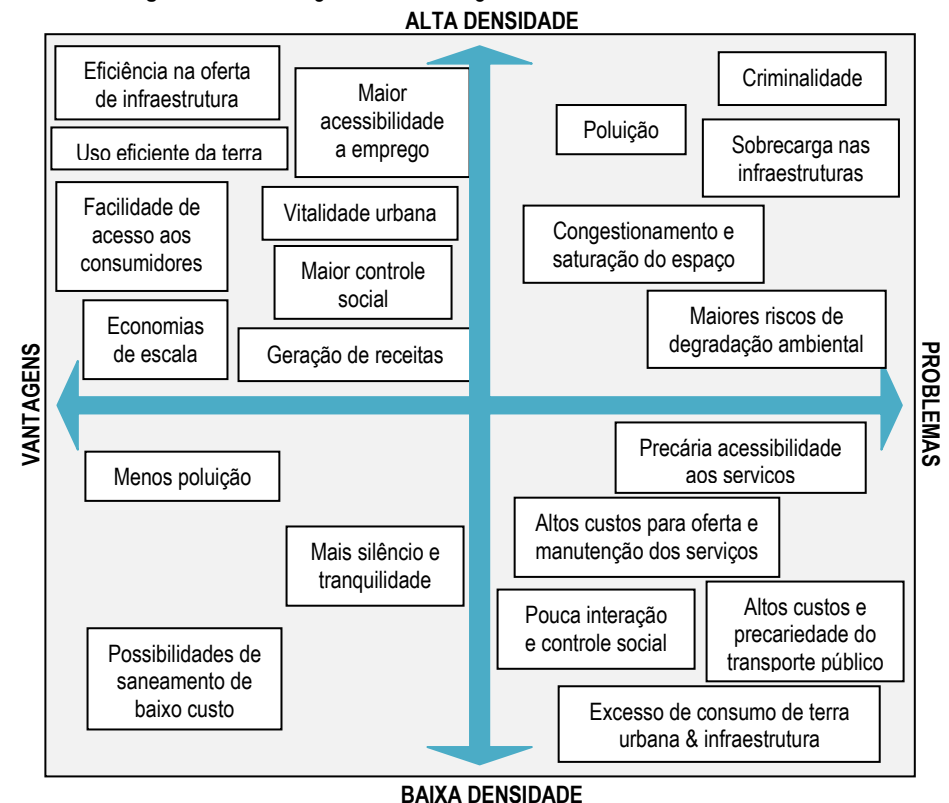 ALTA DENSIDADE
Eficiência na oferta
de infraestrutura
Uso eficiente da terra
Facilidade de
acesso aos
consumidores
Economias
de escala
Maior
acessibilidade
a emprego
Vitalidade urbana
Maior controle
social
Geração de receitas
Criminalidade
Poluição
Sobrecarga nas
infraestruturas
Congestionamento e
saturação do espaço
Maiores riscos de
degradação ambiental
VANTAGENS
PROBLEMAS
Menos poluição
Mais silêncio e
tranquilidade
Possibilidades de
saneamento de
baixo custo
Precária acessibilidade
aos servicos
Altos custos para oferta e
manutenção dos serviços
Pouca interação
e controle social
Altos custos e
precariedade do
transporte público
Excesso de consumo de terra
urbana & infraestrutura
BAIXA DENSIDADE